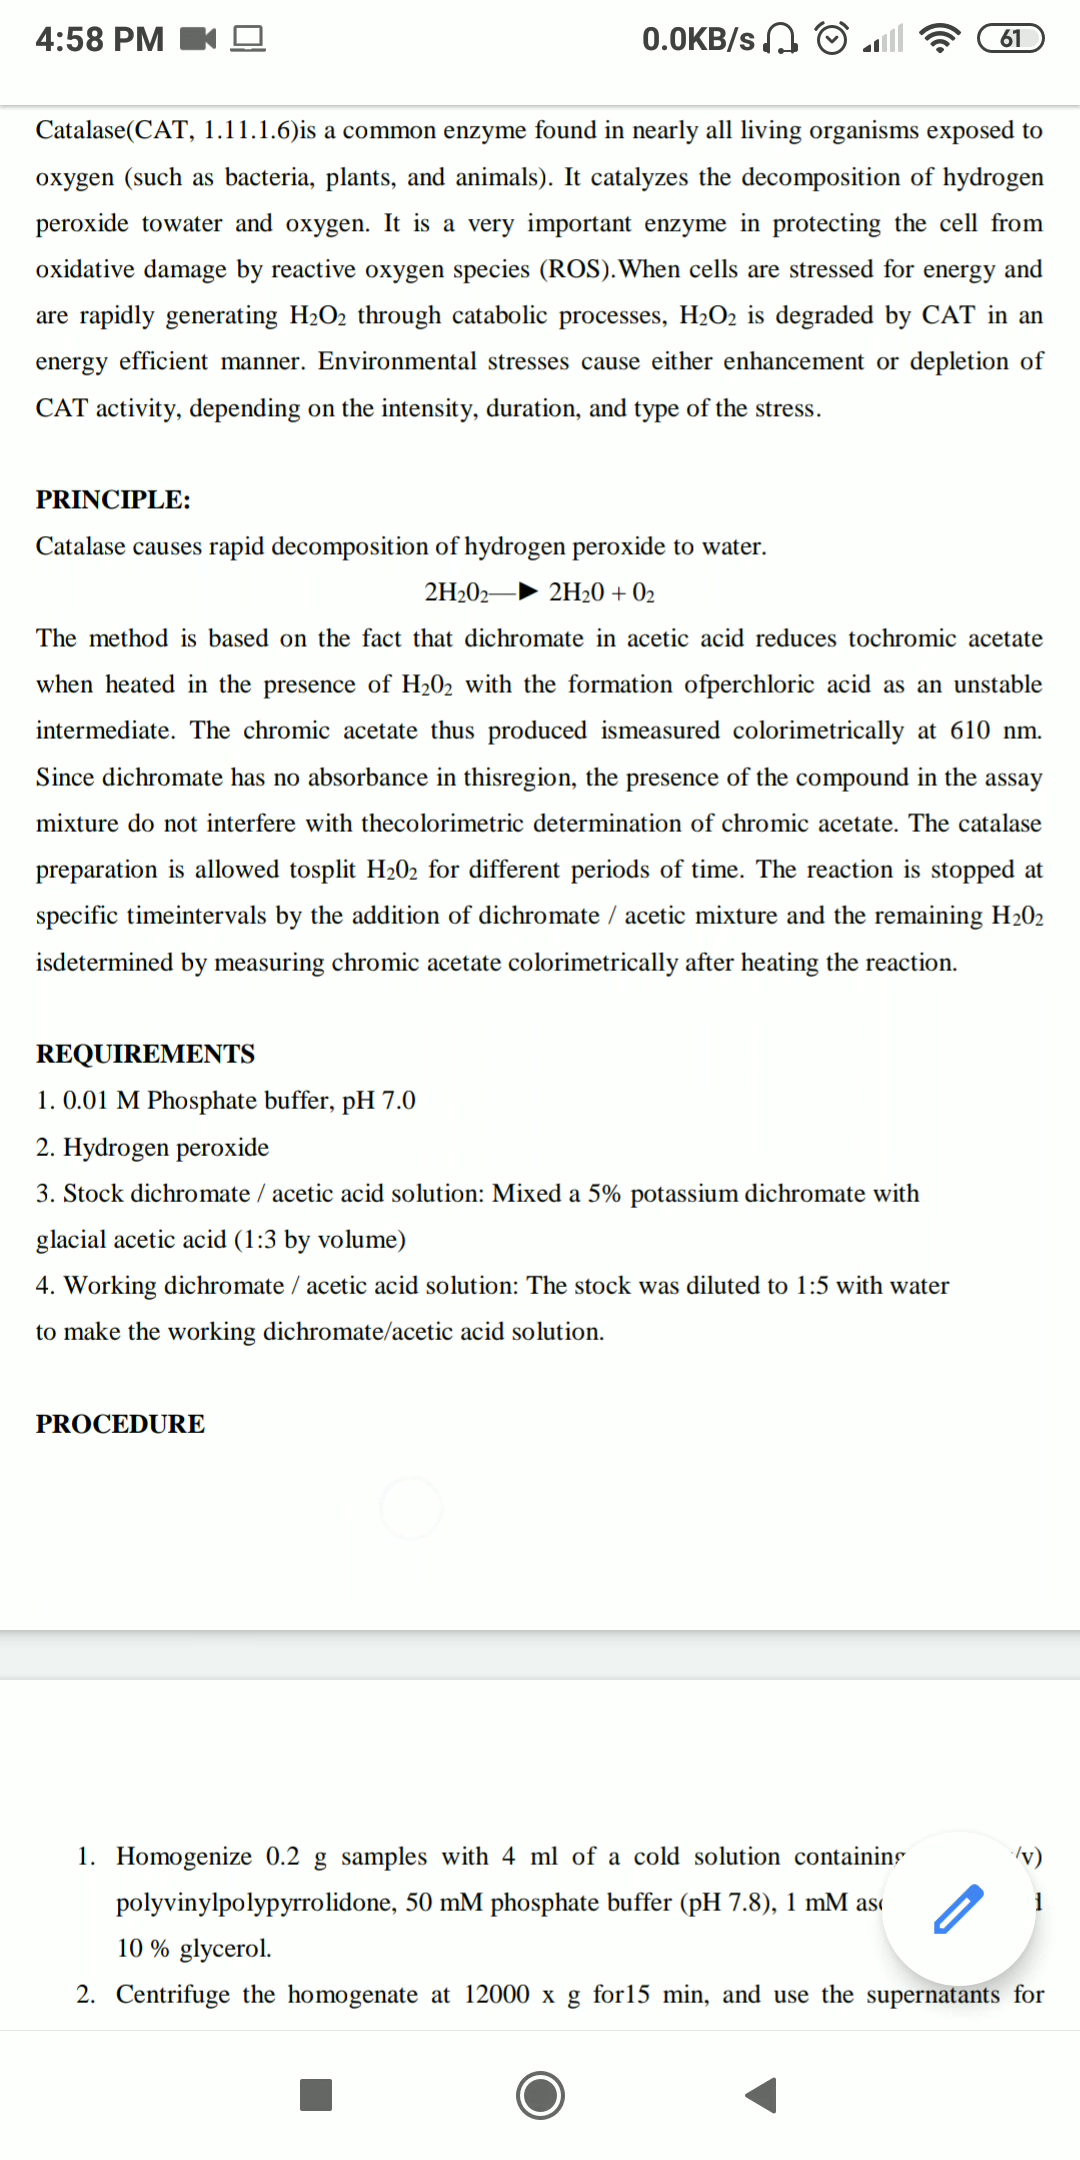 4:58 PM
0.0KB/s
61
Catalase(CAT, 1.11.1.6)is a common enzyme found in nearly all living organisms exposed to
oxygen (such as bacteria, plants, and animals). It catalyzes the decomposition of hydrogen
peroxide towater and oxygen. It is a very important enzyme in protecting the cell from
oxidative damage by reactive oxygen species (ROS).When cells are stressed for energy and
are rapidly generating H₂O₂ through catabolic processes, H₂O₂ is degraded by CAT in an
energy efficient manner. Environmental stresses cause either enhancement or depletion of
CAT activity, depending on the intensity, duration, and type of the stress.
PRINCIPLE:
Catalase causes rapid decomposition of hydrogen peroxide to water.
2H₂0₂ → 2H₂0 + 0₂
The method is based on the fact that dichromate in acetic acid reduces tochromic acetate
when heated in the presence of H₂0₂ with the formation ofperchloric acid as an unstable
intermediate. The chromic acetate thus produced ismeasured colorimetrically at 610 nm.
Since dichromate has no absorbance in thisregion, the presence of the compound in the assay
mixture do not interfere with thecolorimetric determination of chromic acetate. The catalase
preparation is allowed tosplit H₂0₂ for different periods of time. The reaction is stopped at
specific timeintervals by the addition of dichromate / acetic mixture and the remaining H₂0₂
isdetermined by measuring chromic acetate colorimetrically after heating the reaction.
REQUIREMENTS
1. 0.01 M Phosphate buffer, pH 7.0
2. Hydrogen peroxide
3. Stock dichromate / acetic acid solution: Mixed a 5% potassium dichromate with
glacial acetic acid (1:3 by volume)
4. Working dichromate / acetic acid solution: The stock was diluted to 1:5 with water
to make the working dichromate/acetic acid solution.
PROCEDURE
1. Homogenize 0.2 g samples with 4 ml of a cold solution containing /v)
polyvinylpolypyrrolidone, 50 mM phosphate buffer (pH 7.8), 1 mM
10 % glycerol.
2. Centrifuge the homogenate at 12000 x g for15 min, and use the supernatants for